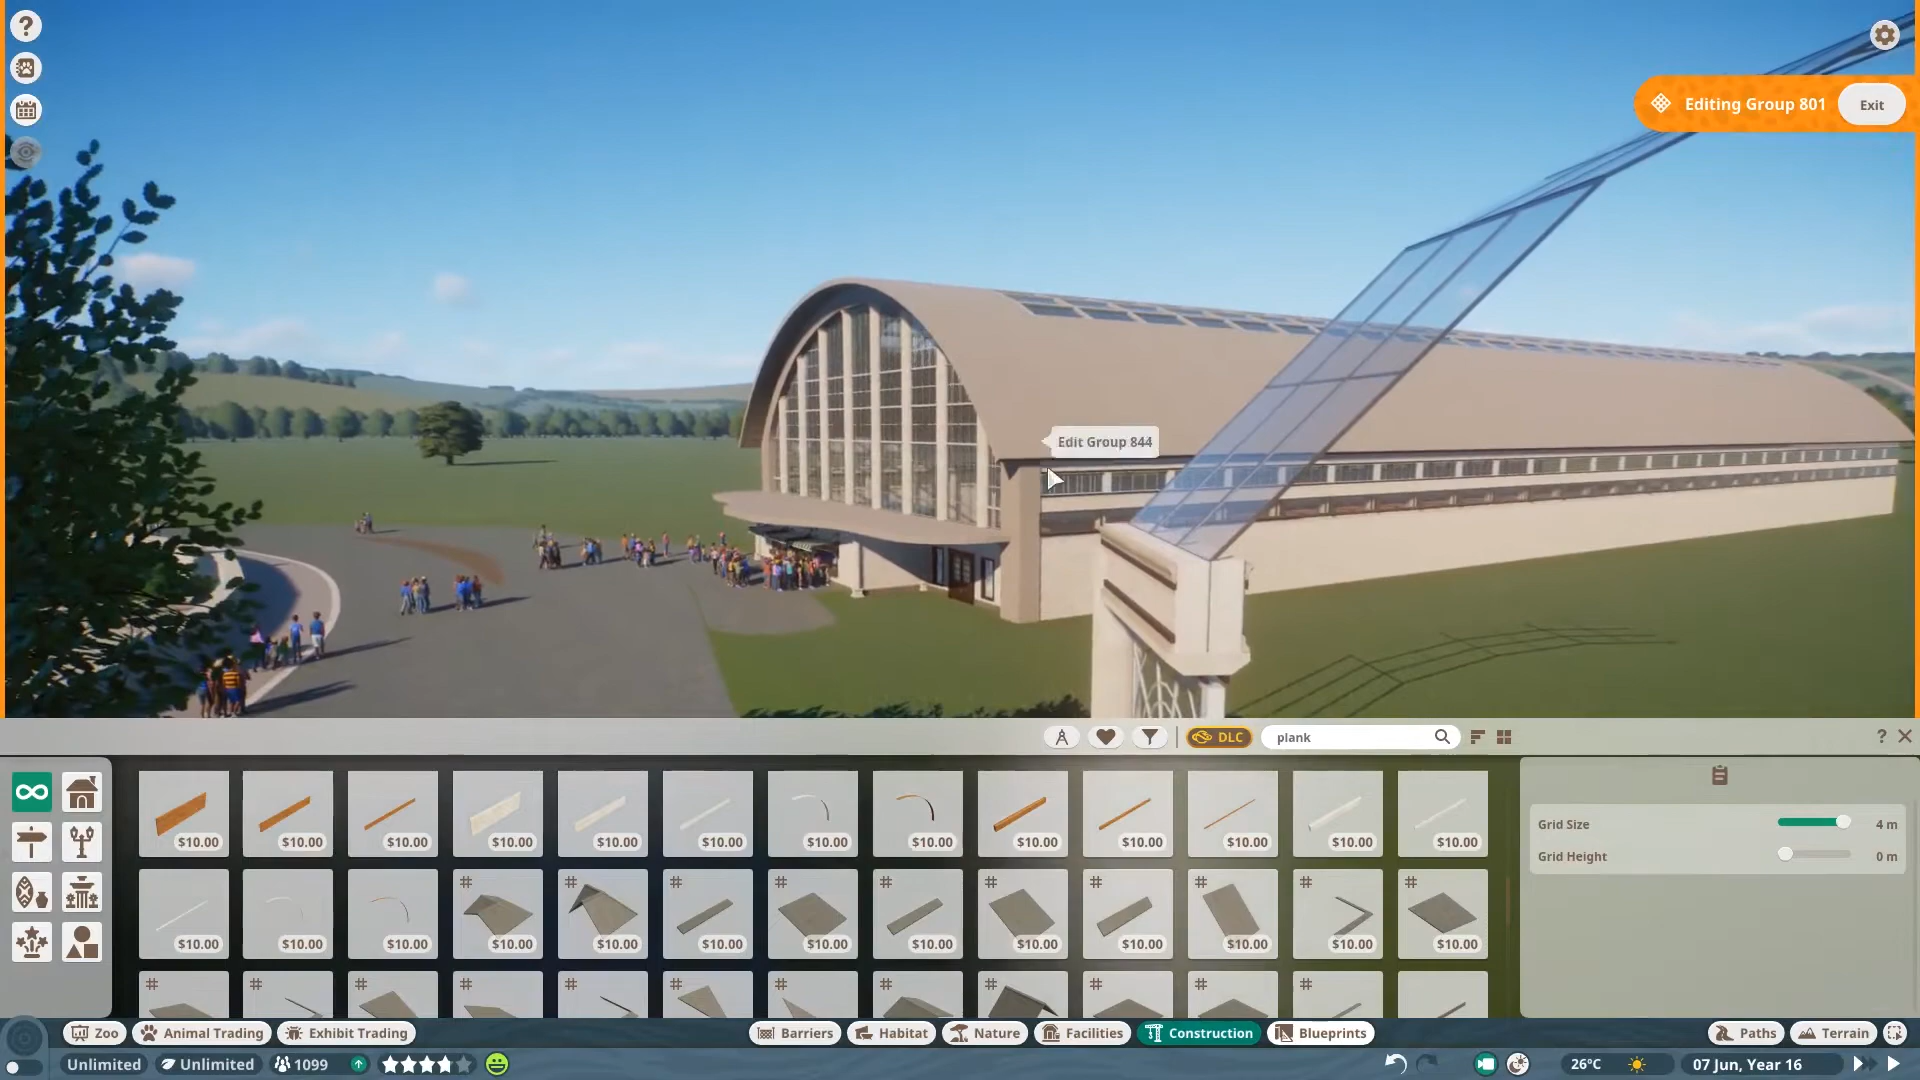 ?
Editing Group 801
Exit
Edit Group 844
DLC
plank
?
$10.00 $10.00 $10.00 $10.00 $10.00 $10.00 $10.00 $10.00 $10.00 $10.00 $10.00 $10.00 $10.00
Grid Size 4 m
Grid Height 0 m
# # # # # # # # # #
$10.00 $10.00 $10.00 $10.00 $10.00 $10.00 $10.00 $10.00 $10.00 $10.00 $10.00 $10.00 $10.00
# # # # # # # # # # # #
Zoo Animal Trading Exhibit Trading Barriers Habitat Nature Facilities Construction Blueprints Paths Terrain
Unlimited Unlimited 1099 26°C 07 Jun, Year 16